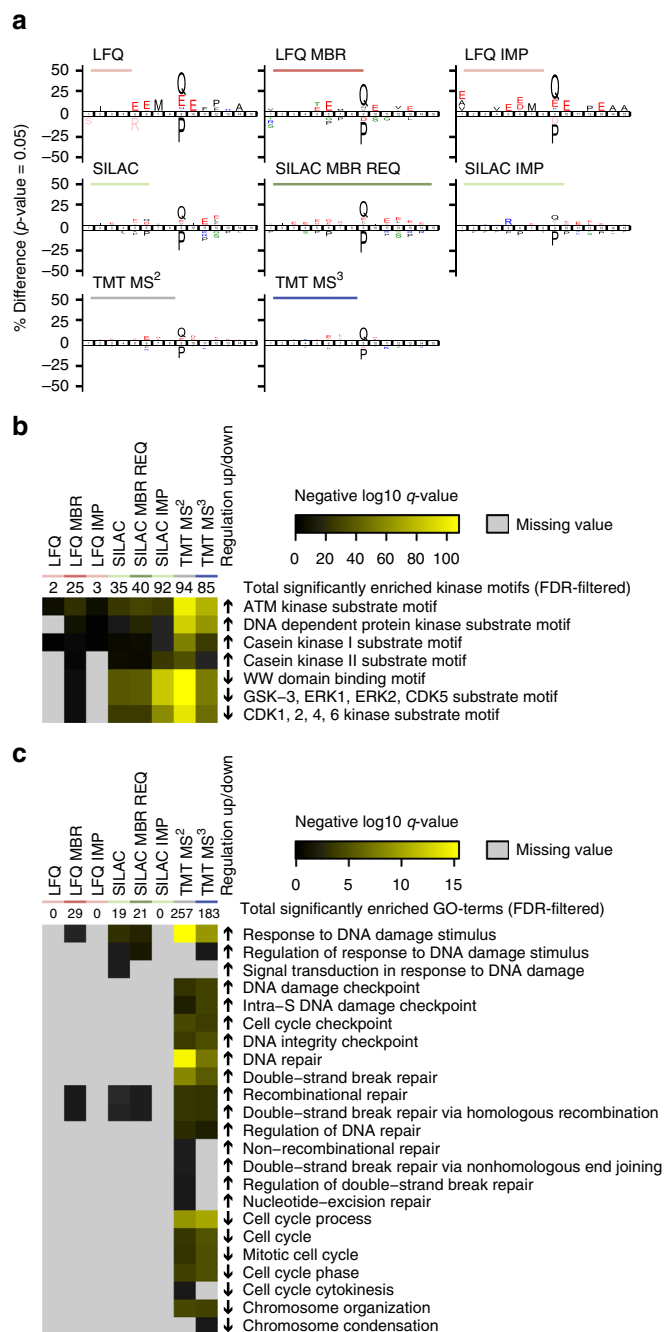 a
LFQ
LFQ MBR
LFQ IMP
50
25
0
−25
−50
Q
P
Q
P
Q
P
SILAC
SILAC MBR REQ
SILAC IMP
50
25
0
−25
−50
Q
P
Q
P
Q
P
TMT MS2
TMT MS3
50
25
0
−25
−50
Q
P
Q
P
% Difference (p-value = 0.05)
b
LFQ
LFQ MBR
LFQ IMP
SILAC
SILAC MBR REQ
SILAC IMP
TMT MS2
TMT MS3
Regulation up/down
Negative log10 q-value
0 20 40 60 80 100
Missing value
2 25 3 35 40 92 94 85 Total significantly enriched kinase motifs (FDR-filtered)
↑ ATM kinase substrate motif
↑ DNA dependent protein kinase substrate motif
↑ Casein kinase I substrate motif
↑ Casein kinase II substrate motif
↓ WW domain binding motif
↓ GSK−3, ERK1, ERK2, CDK5 substrate motif
↓ CDK1, 2, 4, 6 kinase substrate motif
c
LFQ
LFQ MBR
LFQ IMP
SILAC
SILAC MBR REQ
SILAC IMP
TMT MS2
TMT MS3
Regulation up/down
Negative log10 q-value
0 5 10 15
Missing value
0 29 0 19 21 0 257 183 Total significantly enriched GO-terms (FDR-filtered)
↑ Response to DNA damage stimulus
↑ Regulation of response to DNA damage stimulus
↑ Signal transduction in response to DNA damage
↑ DNA damage checkpoint
↑ Intra−S DNA damage checkpoint
↑ Cell cycle checkpoint
↑ DNA integrity checkpoint
↑ DNA repair
↑ Double−strand break repair
↑ Recombinational repair
↑ Double−strand break repair via homologous recombination
↑ Regulation of DNA repair
↑ Non−recombinational repair
↑ Double−strand break repair via nonhomologous end joining
↑ Regulation of double−strand break repair
↑ Nucleotide−excision repair
↓ Cell cycle process
↓ Cell cycle
↓ Mitotic cell cycle
↓ Cell cycle phase
↓ Cell cycle cytokinesis
↓ Chromosome organization
↓ Chromosome condensation